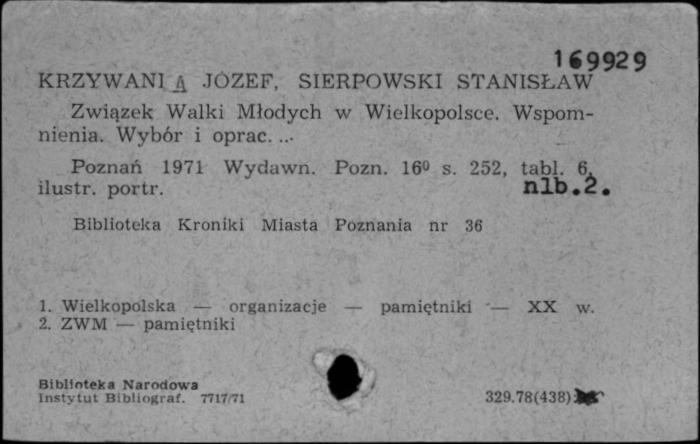 169929
KRZYWANIA JÓZEF, SIERPOWSKI STANISŁAW
Związek Walki Młodych w Wielkopolsce. Wspom-
nienia. Wybór i oprac. ...
Poznań 1971 Wydawn. Pozn. 16⁰ s. 252, tabl. 6,
ilustr. portr. nlb.2.
Biblioteka Kroniki Miasta Poznania nr 36
1. Wielkopolska — organizacje — pamiętniki — XX w.
2. ZWM — pamiętniki
Biblioteka Narodowa
Instytut Bibliograf. 7717/71 329.78(438)